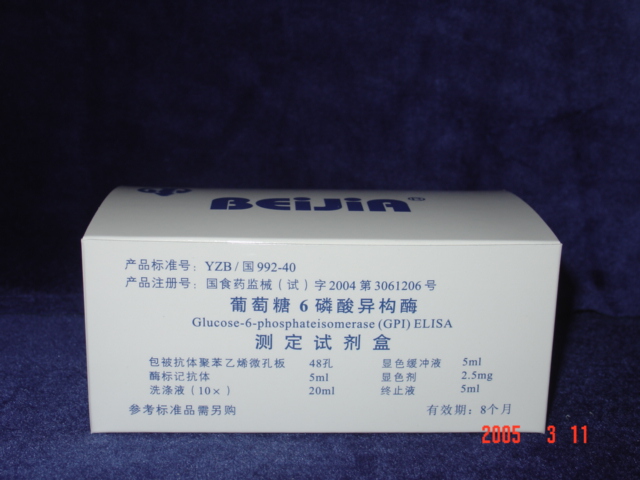 BEIJIA®
产品标准号：YZB/国992-40
产品注册号：国食药监械（试）字2004第3061206号
葡萄糖6磷酸异构酶
Glucose-6-phosphateisomerase(GPI)ELISA
测定试剂盒
包被抗体聚苯乙烯微孔板 48孔 显色缓冲液 5ml
酶标记抗体 5ml 显色剂 2.5mg
洗涤液（10×） 20ml 终止液 5ml
参考标准品需另购 有效期：8个月
2005 3 11